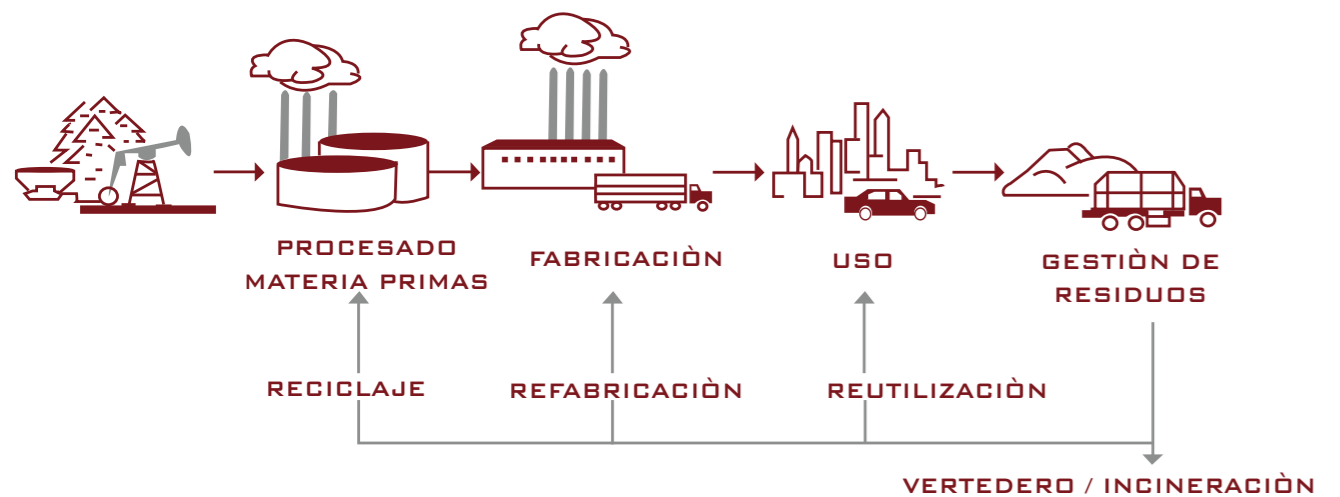 PROCESADO
MATERIA PRIMAS
FABRICACIÒN
USO
GESTIÒN DE
RESIDUOS
RECICLAJE
REFABRICACIÒN
REUTILIZACIÒN
VERTEDERO / INCINERACIÒN